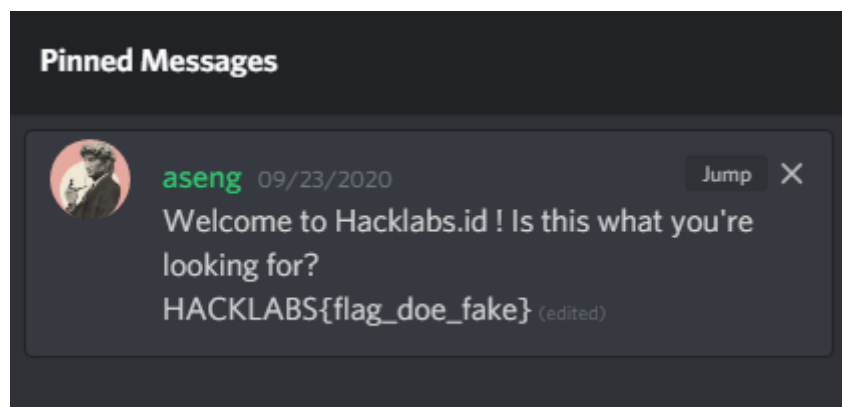 Pinned Messages
aseng 09/23/2020 Jump
Welcome to Hacklabs.id ! Is this what you're
looking for?
HACKLABS{flag_doe_fake} (edited)